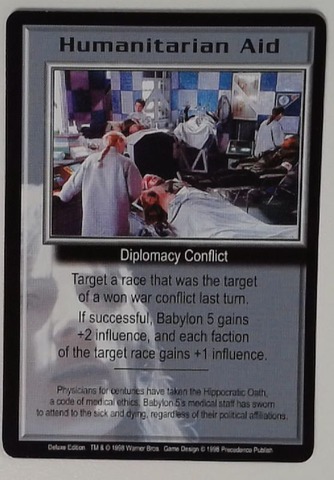 Humanitarian Aid
Diplomacy Conflict
Target a race that was the target
of a won war conflict last turn.
If successful, Babylon 5 gains
+2 influence, and each faction
of the target race gains +1 influence.
Physicians for centuries have taken the Hippocratic Oath,
a code of medical ethics. Babylon 5's medical staff has sworn
to attend to the sick and dying, regardless of their political affiliations.
Deluxe Edition TM & © 1998 Warner Bros. Game Design © 1998 Precedence Publish